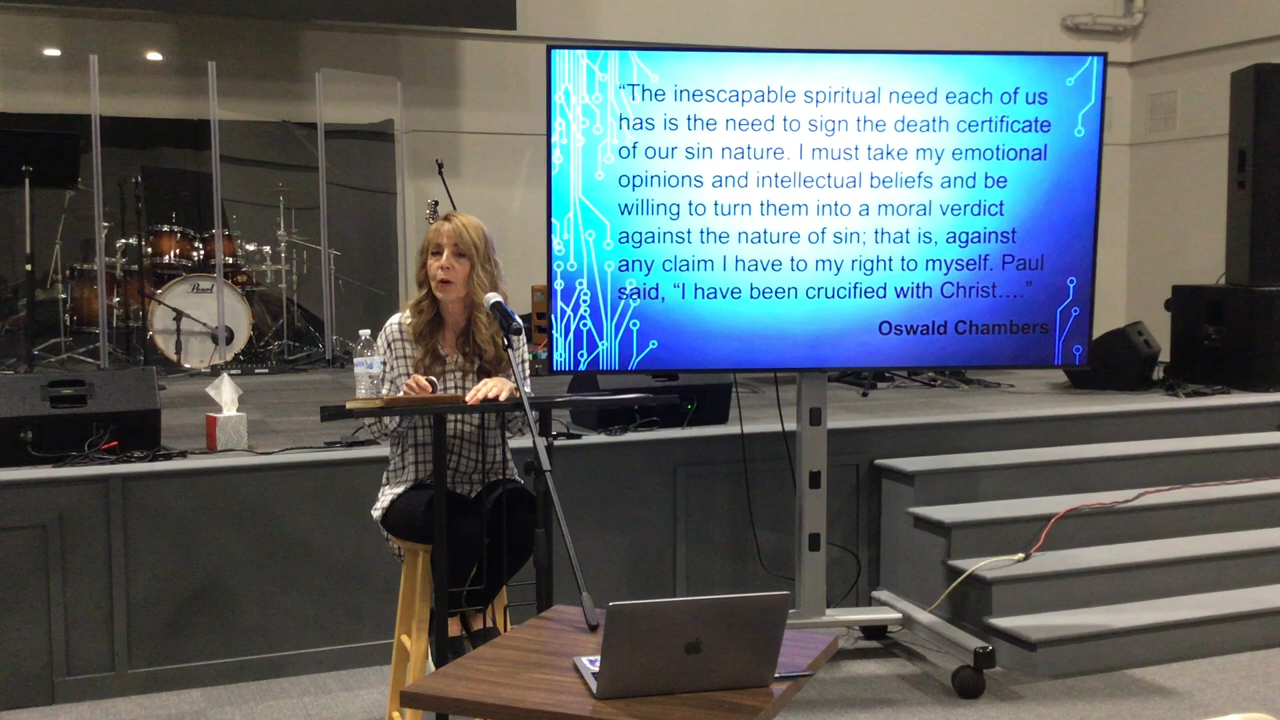 “The inescapable spiritual need each of us
has is the need to sign the death certificate
of our sin nature. I must take my emotional
opinions and intellectual beliefs and be
willing to turn them into a moral verdict
against the nature of sin; that is, against
any claim I have to my right to myself. Paul
said, “I have been crucified with Christ….”
Oswald Chambers
Pearl